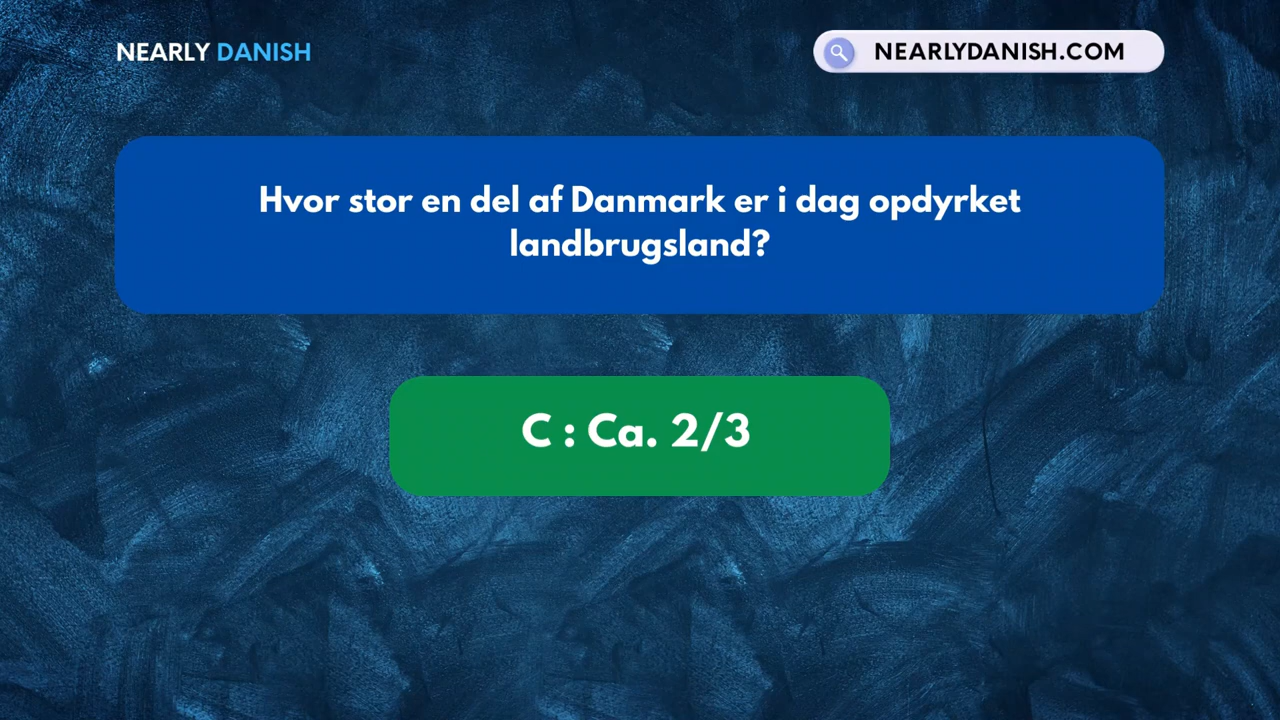 NEARLY DANISH
NEARLYDANISH.COM
Hvor stor en del af Danmark er i dag opdyrket
landbrugsland?
C : Ca. 2/3